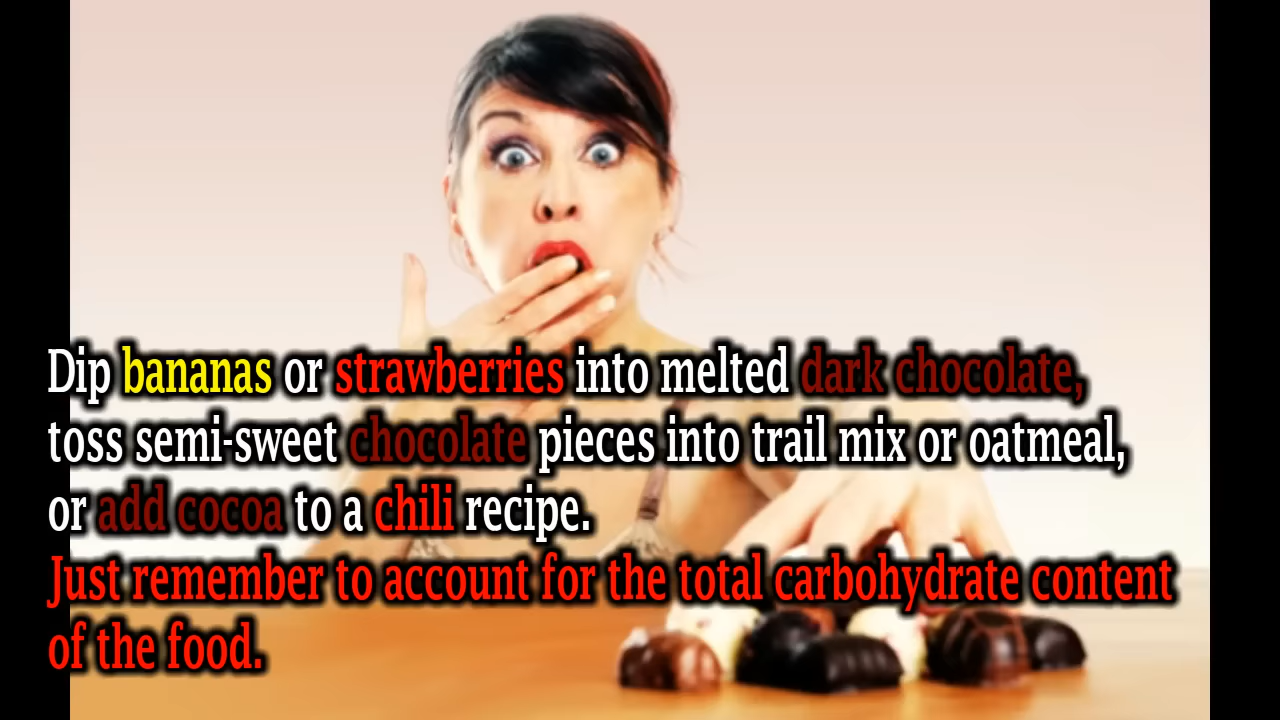 Dip bananas or strawberries into melted dark chocolate,
toss semi-sweet chocolate pieces into trail mix or oatmeal,
or add cocoa to a chili recipe.
Just remember to account for the total carbohydrate content
of the food.